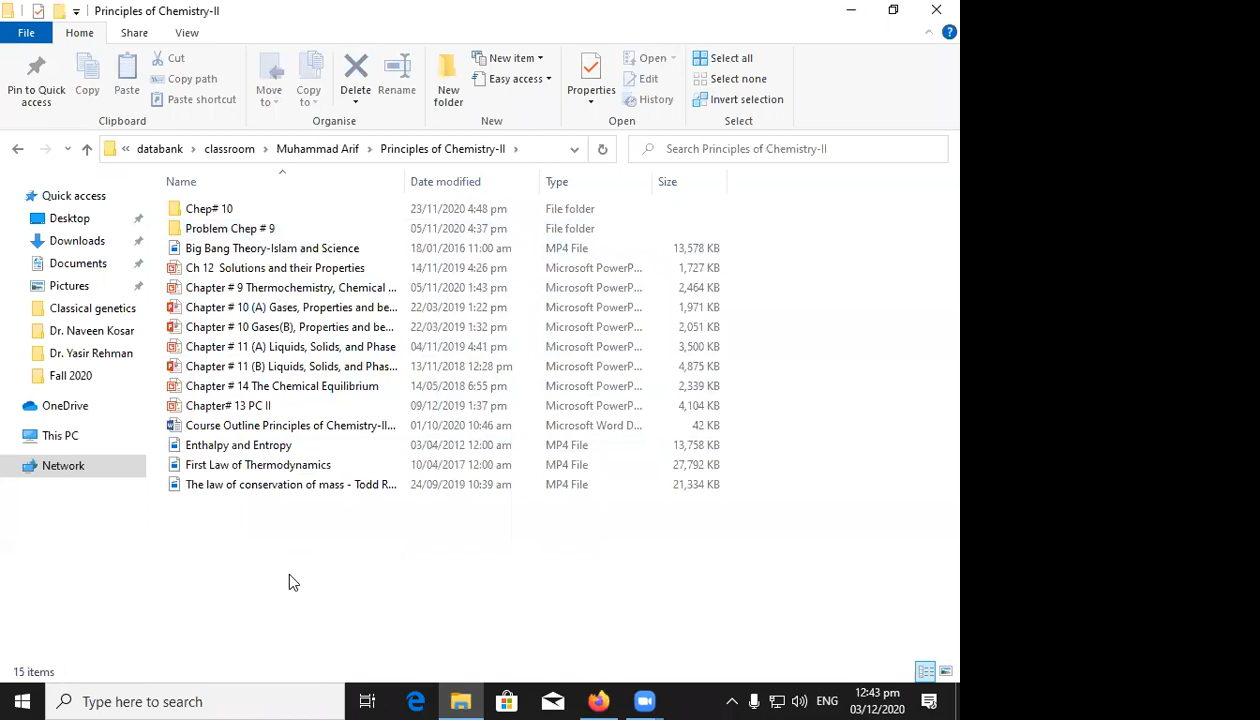 Principles of Chemistry-II
File Home Share View
Pin to Quick access
Copy
Paste
Cut
Copy path
Paste shortcut
Move to
Copy to
Delete
Rename
New folder
New item
Easy access
Properties
Open
Edit
History
Select all
Select none
Invert selection
Clipboard Organise New Open Select
« databank classroom Muhammad Arif Principles of Chemistry-II
Search Principles of Chemistry-II
Quick access
Desktop
Downloads
Documents
Pictures
Classical genetics
Dr. Naveen Kosar
Dr. Yasir Rehman
Fall 2020
OneDrive
This PC
Network
Name Date modified Type Size
Chep# 10 23/11/2020 4:48 pm File folder
Problem Chep # 9 05/11/2020 4:37 pm File folder
Big Bang Theory-Islam and Science 18/01/2016 11:00 am MP4 File 13,578 KB
Ch 12 Solutions and their Properties 14/11/2019 4:26 pm Microsoft PowerP... 1,727 KB
Chapter # 9 Thermochemistry, Chemical ... 05/11/2020 1:43 pm Microsoft PowerP... 2,464 KB
Chapter # 10 (A) Gases, Properties and be... 22/03/2019 1:22 pm Microsoft PowerP... 1,971 KB
Chapter # 10 Gases(B), Properties and be... 22/03/2019 1:32 pm Microsoft PowerP... 2,051 KB
Chapter # 11 (A) Liquids, Solids, and Phase 04/11/2019 4:41 pm Microsoft PowerP... 3,500 KB
Chapter # 11 (B) Liquids, Solids, and Phas... 13/11/2018 12:28 pm Microsoft PowerP... 4,875 KB
Chapter # 14 The Chemical Equilibrium 14/05/2018 6:55 pm Microsoft PowerP... 2,339 KB
Chapter# 13 PC II 09/12/2019 1:37 pm Microsoft PowerP... 4,104 KB
Course Outline Principles of Chemistry-II... 01/10/2020 10:46 am Microsoft Word D... 42 KB
Enthalpy and Entropy 03/04/2012 12:00 am MP4 File 13,758 KB
First Law of Thermodynamics 10/04/2017 12:00 am MP4 File 27,792 KB
The law of conservation of mass - Todd R... 24/09/2019 10:39 am MP4 File 21,334 KB
15 items
Type here to search
ENG
12:43 pm
03/12/2020